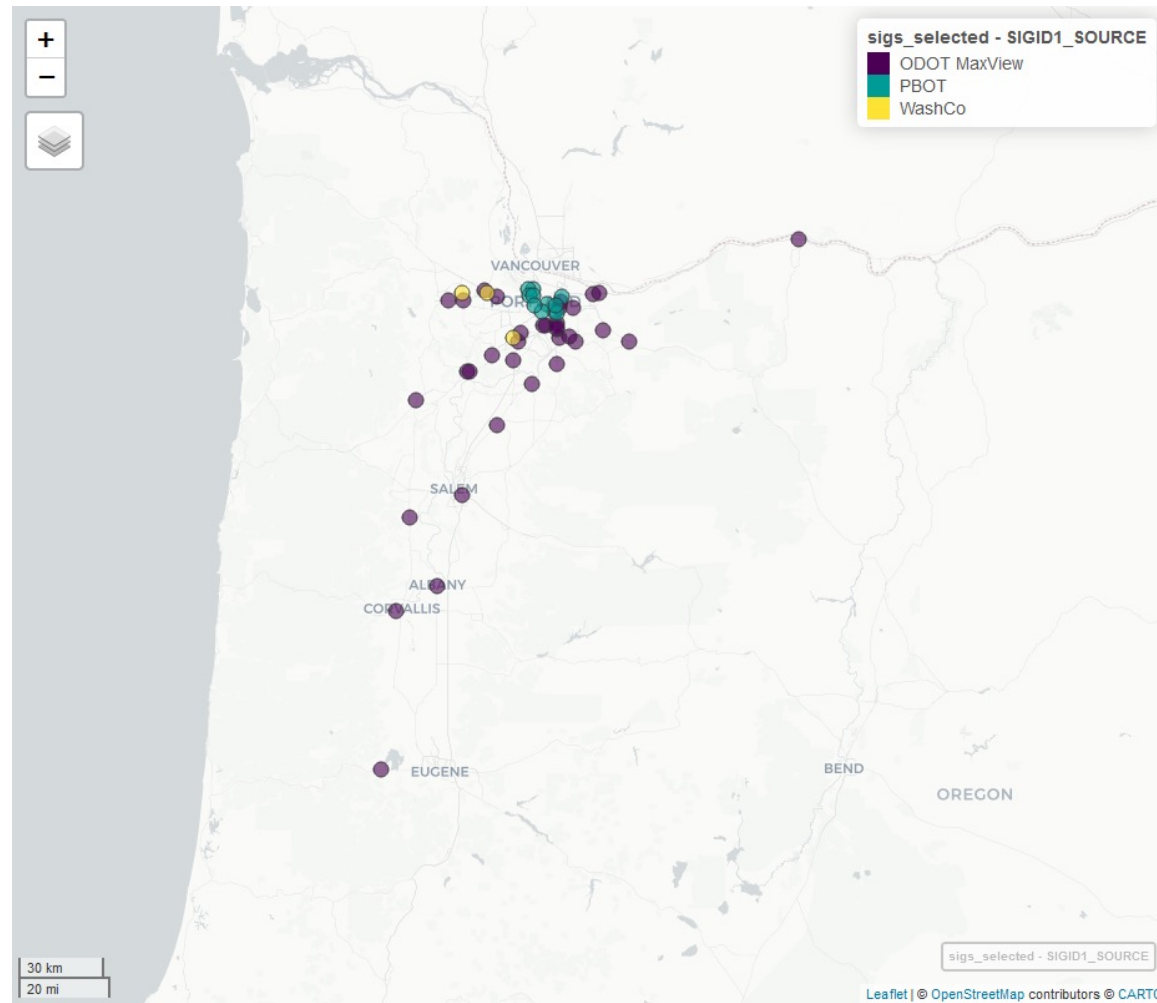 +
−
sigs_selected - SIGID1_SOURCE
ODOT MaxView
PBOT
WashCo
VANCOUVER
SALEM
ALBANY
CORVALLIS
EUGENE
BEND
OREGON
30 km
20 mi
sigs_selected - SIGID1_SOURCE
Leaflet | © OpenStreetMap contributors © CARTO